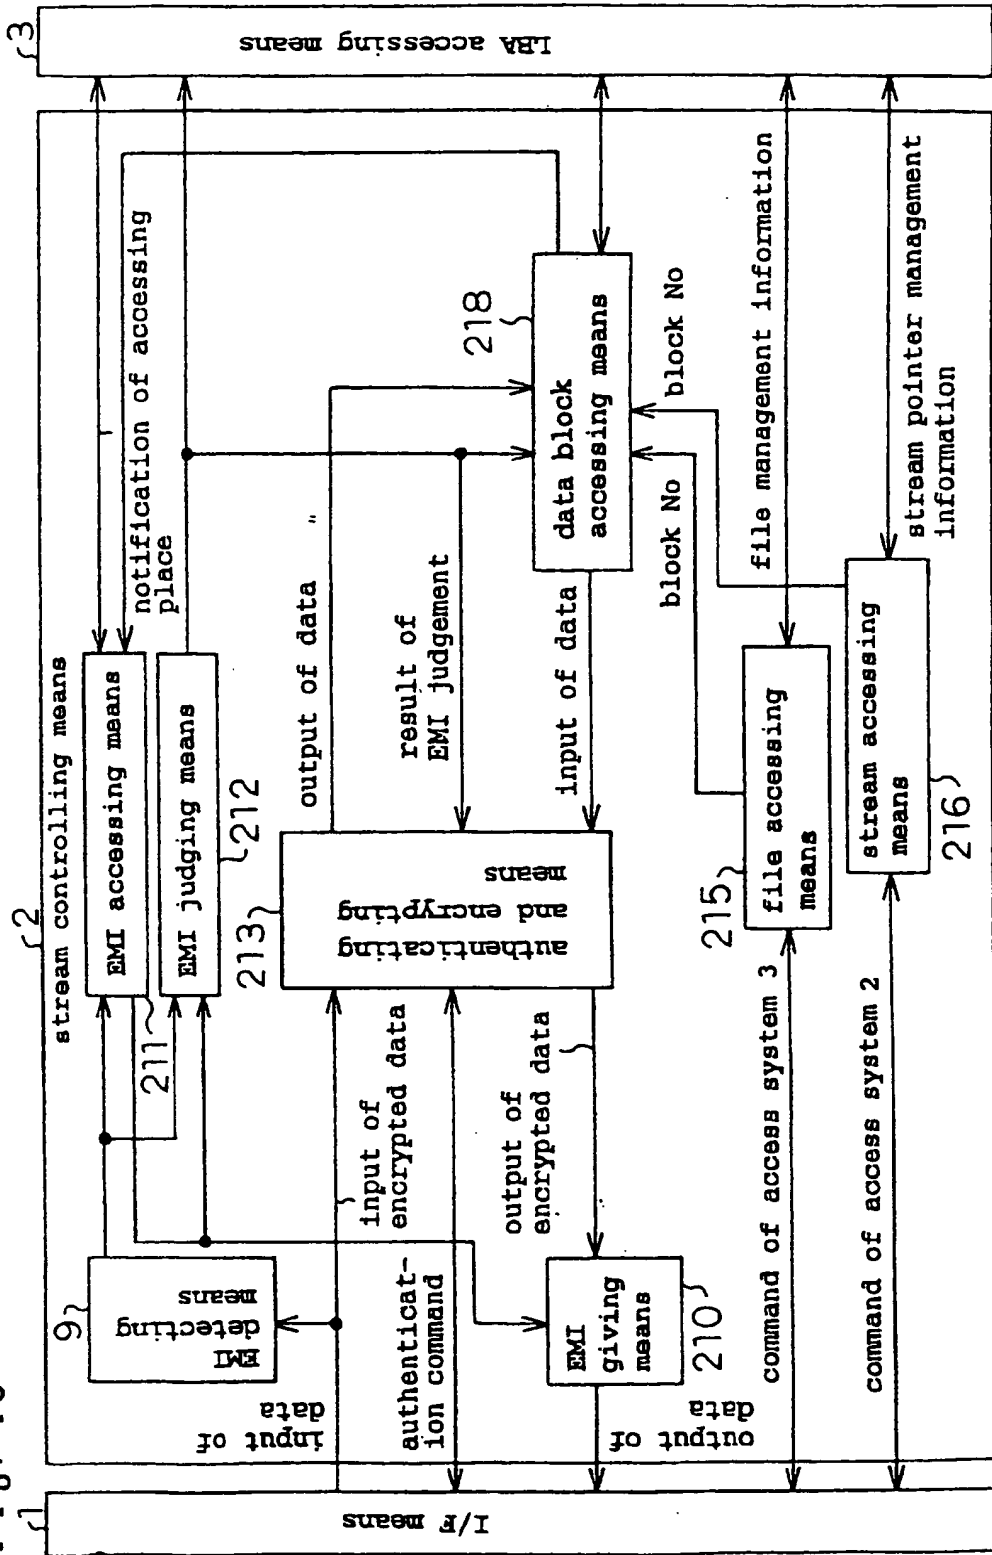 1
I/F means
2
stream controlling means
3
LBA accessing means
9
EMI
detecting
means
211
EMI accessing means
EMI judging means
212
notification of accessing
place
213
authenticating
and encrypting
means
input of
data
input of
encrypted data
authenticat-
ion command
output of
encrypted data
EMI
giving
means
210
output of
data
output of data
result of
EMI judgement
input of data
218
data block
accessing means
block No
block No
215
file accessing
means
file management information
command of access system 3
stream accessing
means
216
stream pointer management
information
command of access system 2